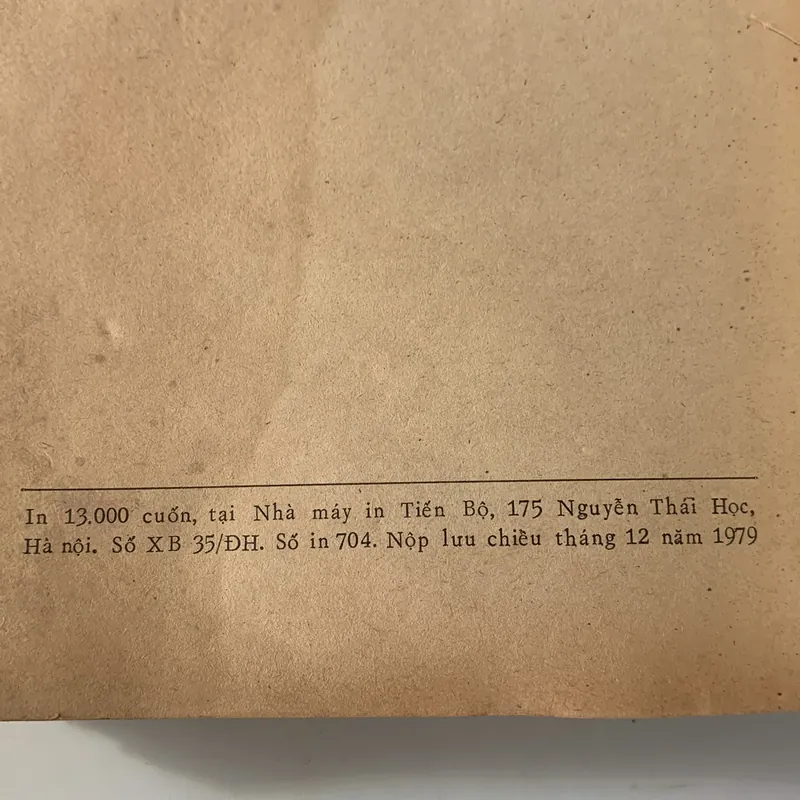 In 13.000 cuốn, tại Nhà máy in Tiến Bộ, 175 Nguyễn Thái Học,
Hà nội. Số XB 35/ĐH. Số in 704. Nộp lưu chiều tháng 12 năm 1979